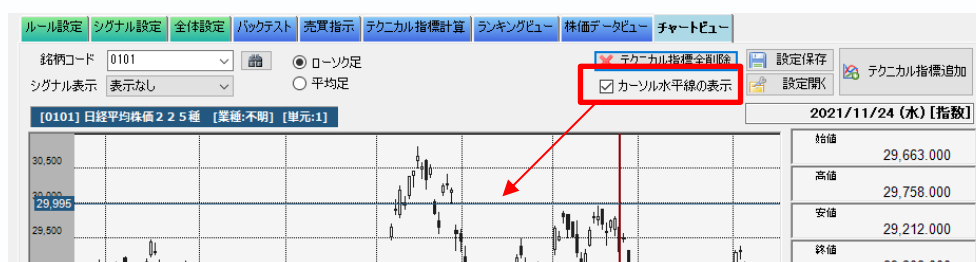 ルール設定 シグナル設定 全体設定 バックテスト 売買指示 テクニカル指標計算 ランキングビュー 株価データビュー チャートビュー
銘柄コード 0101 ローソク足 テクニカル指標全削除 設定保存 テクニカル指標追加
シグナル表示 表示なし 平均足 カーソル水平線の表示 設定開く
[0101] 日経平均株価225種 [業種:不明] [単元:1] 2021/11/24 (水) [指数]
始値
29,663.000
30,500
高値
29,758.000
30,000
29,995
安値
29,212.000
29,500
終値